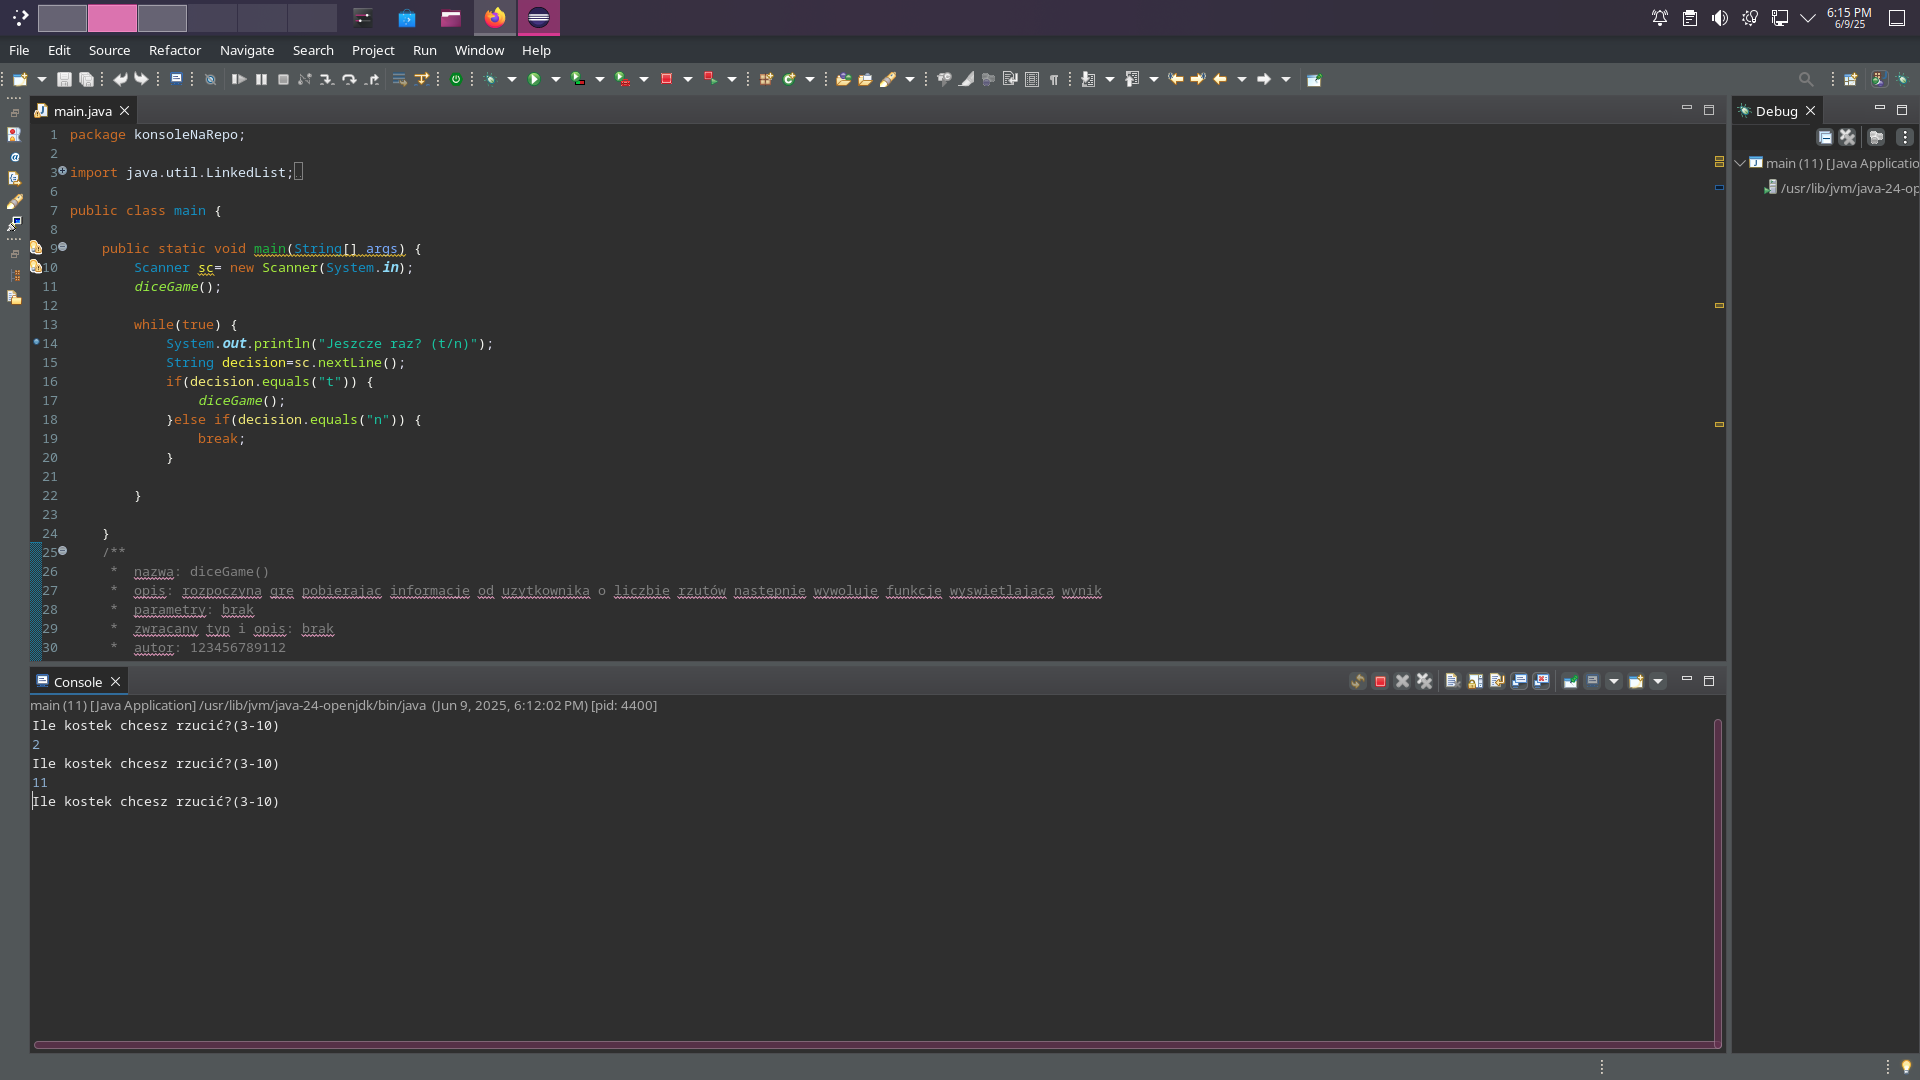 6:15 PM
6/9/25
File Edit Source Refactor Navigate Search Project Run Window Help
main.java
Debug
1 package konsoleNaRepo;
2
3 import java.util.LinkedList;
6
7 public class main {
8
9 public static void main(String[] args) {
10 Scanner sc= new Scanner(System.in);
11 diceGame();
12
13 while(true) {
14 System.out.println("Jeszcze raz? (t/n)");
15 String decision=sc.nextLine();
16 if(decision.equals("t")) {
17 diceGame();
18 }else if(decision.equals("n")) {
19 break;
20 }
21
22 }
23
24 }
25 /**
26 * nazwa: diceGame()
27 * opis: rozpoczyna gre pobierajac informacje od uzytkownika o liczbie rzutów nastepnie wywoluje funkcje wyswietlajaca wynik
28 * parametry: brak
29 * zwracany typ i opis: brak
30 * autor: 123456789112
main (11) [Java Applicatio
/usr/lib/jvm/java-24-op
Console
main (11) [Java Application] /usr/lib/jvm/java-24-openjdk/bin/java (Jun 9, 2025, 6:12:02 PM) [pid: 4400]
Ile kostek chcesz rzucić?(3-10)
2
Ile kostek chcesz rzucić?(3-10)
11
Ile kostek chcesz rzucić?(3-10)